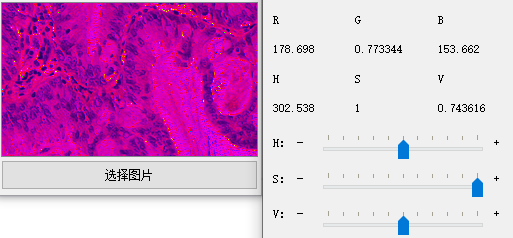 选择图片
R G B
178.698 0.773344 153.662
H S V
302.538 1 0.743616
H: − +
S: − +
V: − +